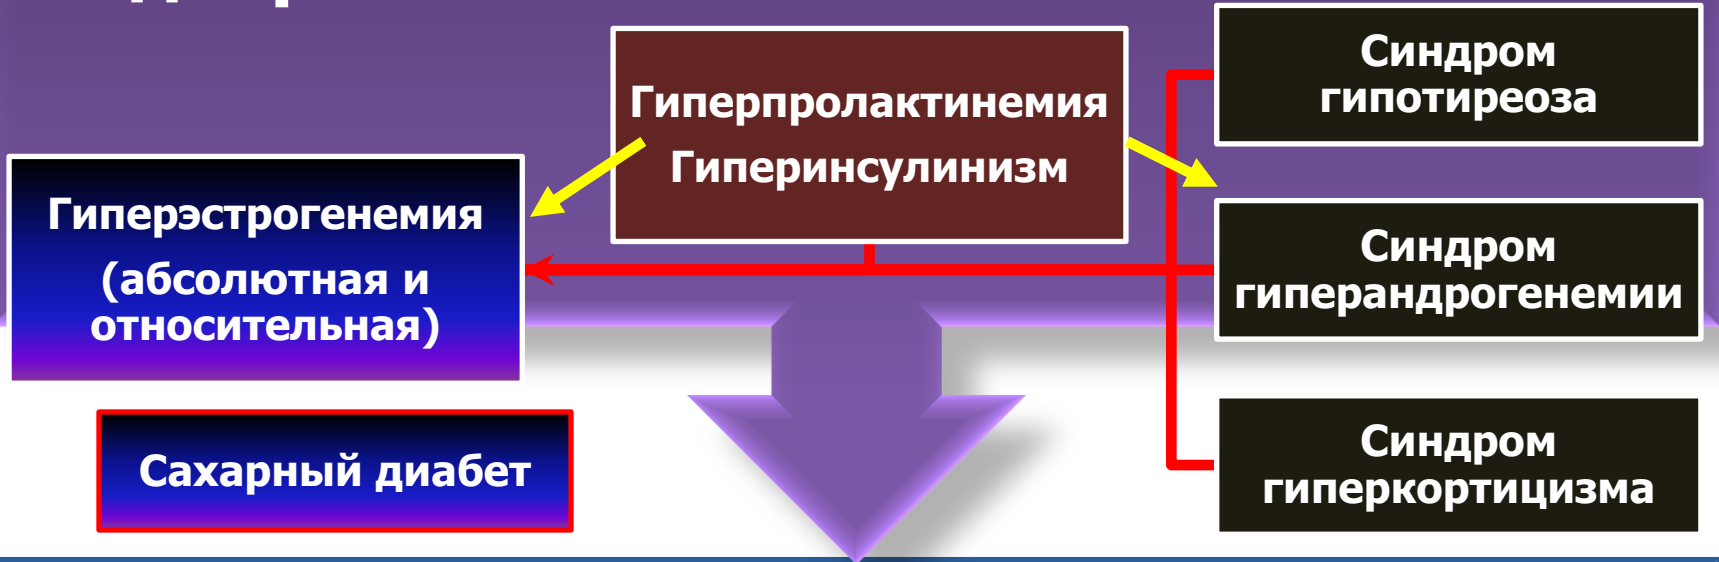 Гиперпролактинемия
Гиперинсулинизм
Синдром
гипотиреоза
Гиперэстрогенемия
(абсолютная и
относительная)
Синдром
гиперандрогенемии
Сахарный диабет
Синдром
гиперкортицизма